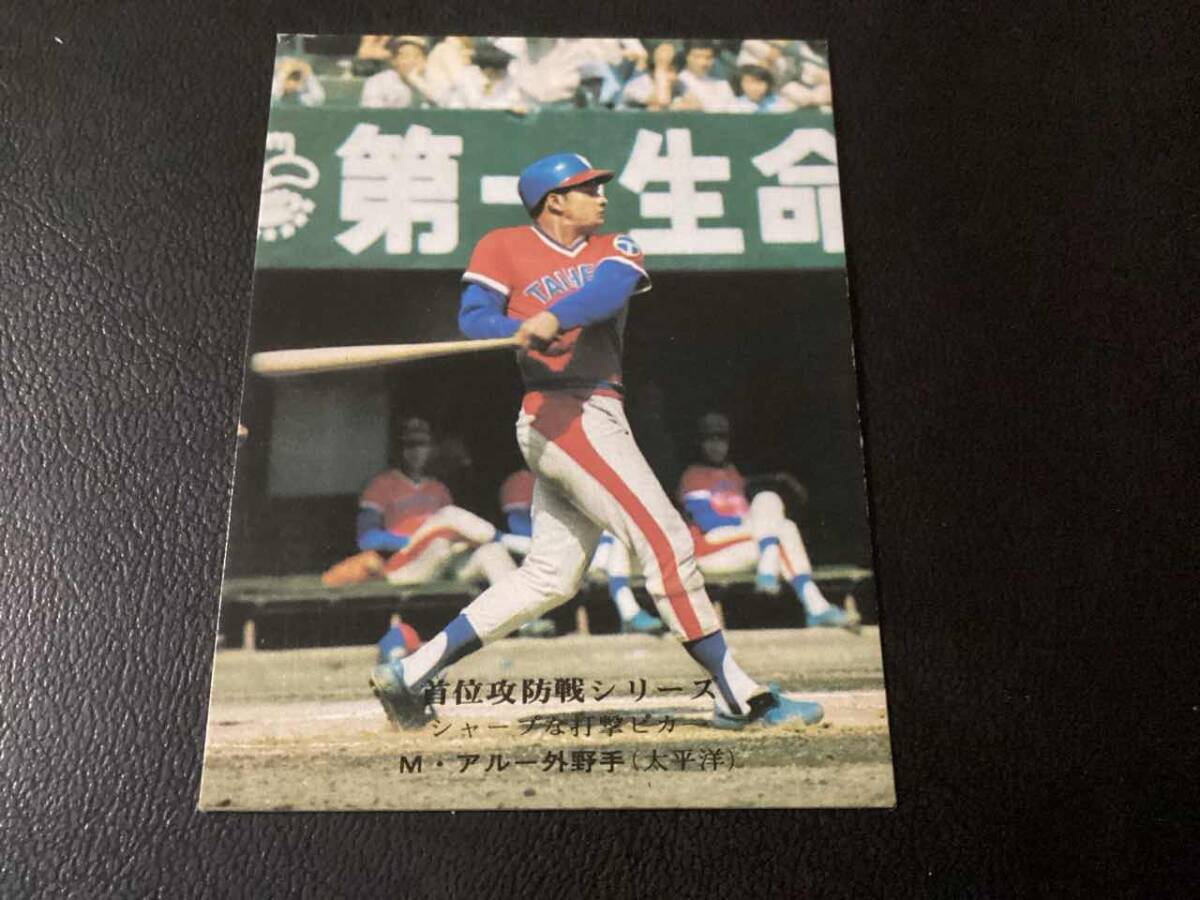 第一生命
TAIHE
首位攻防戦シリーズ
シャープな打撃ピカ一
M・アルー外野手(太平洋)